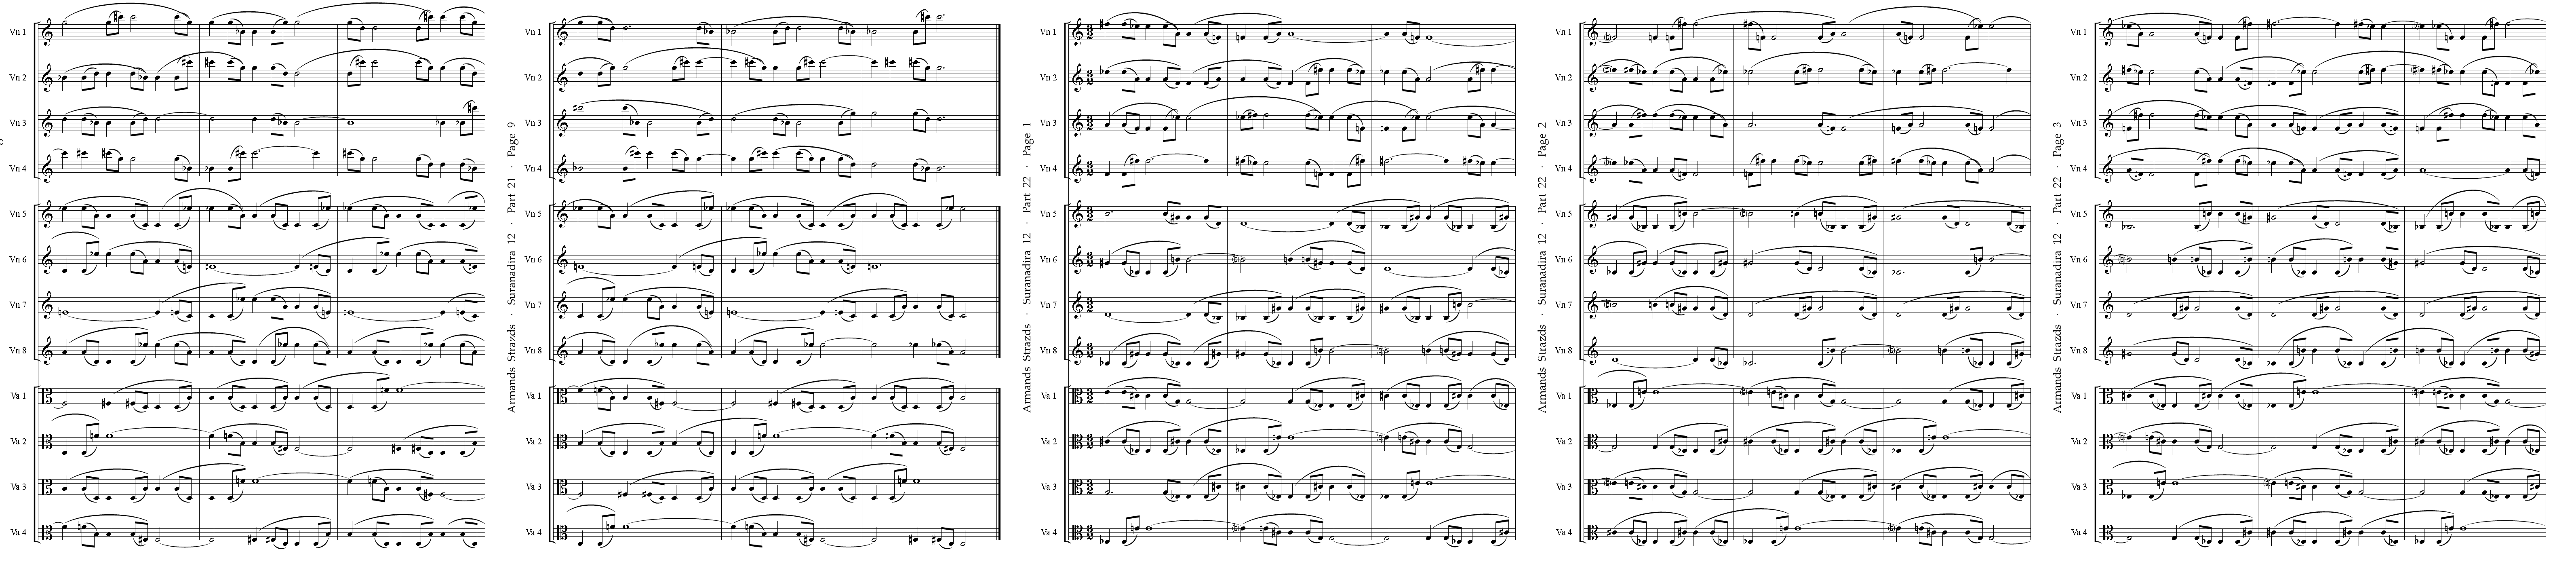 Vn 1
Vn 2
Vn 3
Vn 4
Vn 5
Vn 6
Vn 7
Vn 8
Va 1
Va 2
Va 3
Va 4
Armands Strazds · Suranadira 12 · Part 21 · Page 9
Vn 1
Vn 2
Vn 3
Vn 4
Vn 5
Vn 6
Vn 7
Vn 8
Va 1
Va 2
Va 3
Va 4
Armands Strazds · Suranadira 12 · Part 22 · Page 1
Vn 1
Vn 2
Vn 3
Vn 4
Vn 5
Vn 6
Vn 7
Vn 8
Va 1
Va 2
Va 3
Va 4
Armands Strazds · Suranadira 12 · Part 22 · Page 2
Vn 1
Vn 2
Vn 3
Vn 4
Vn 5
Vn 6
Vn 7
Vn 8
Va 1
Va 2
Va 3
Va 4
Armands Strazds · Suranadira 12 · Part 22 · Page 3
Vn 1
Vn 2
Vn 3
Vn 4
Vn 5
Vn 6
Vn 7
Vn 8
Va 1
Va 2
Va 3
Va 4